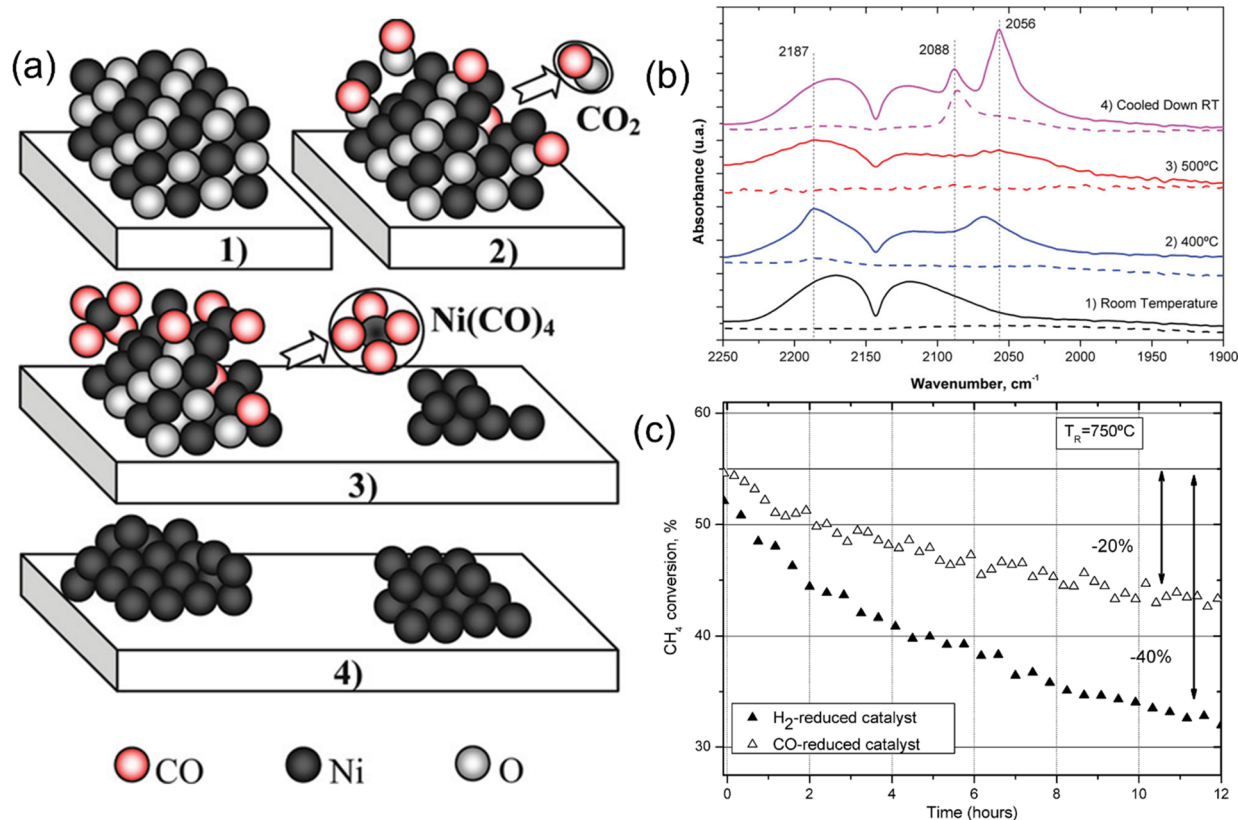 (a)
1)
2)
CO2
3)
Ni(CO)4
4)
CO
Ni
O
(b)
2187
2088
2056
4) Cooled Down RT
3) 500ºC
2) 400ºC
1) Room Temperature
Absorbance (u.a.)
2250 2200 2150 2100 2050 2000 1950 1900
Wavenumber, cm-1
(c)
TR=750ºC
60
50
40
30
-20%
-40%
CH4 conversion, %
H2-reduced catalyst
CO-reduced catalyst
0 2 4 6 8 10 12
Time (hours)